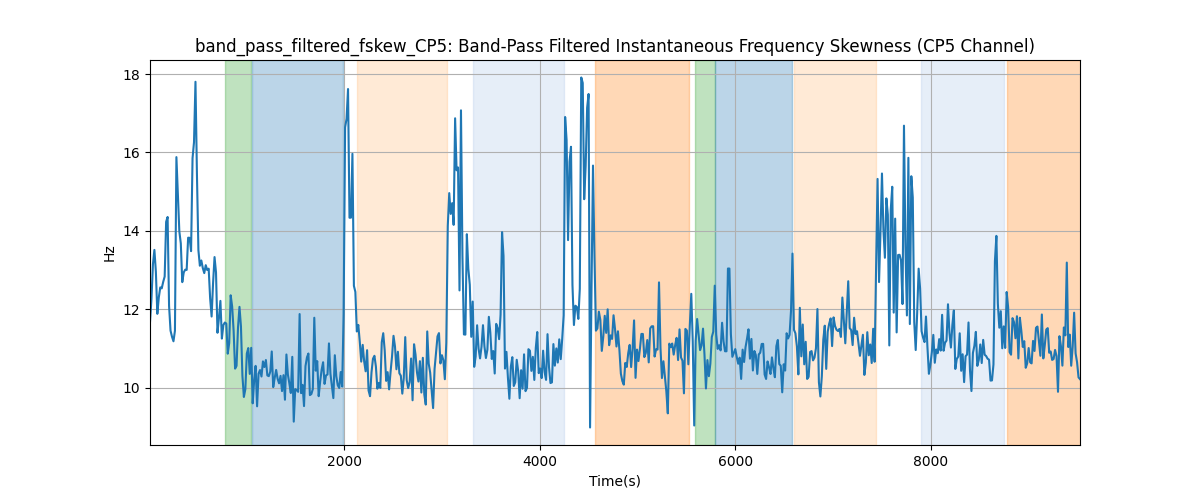 band_pass_filtered_fskew_CP5: Band-Pass Filtered Instantaneous Frequency Skewness (CP5 Channel)
18
16
14
12
10
Hz
2000 4000 6000 8000
Time(s)